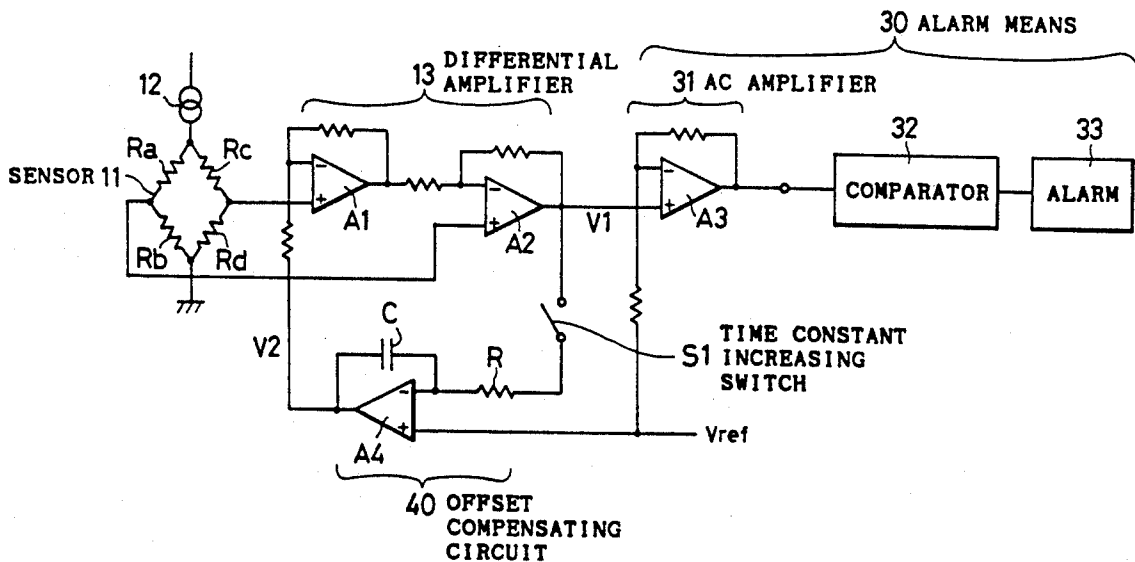 30 ALARM MEANS
13 DIFFERENTIAL
AMPLIFIER
31 AC AMPLIFIER
12
32
33
Ra
Rc
SENSOR 11
Rb
Rd
-
+
A1
-
+
A2
V1
-
+
A3
COMPARATOR
ALARM
V2
C
R
S1 TIME CONSTANT
INCREASING
SWITCH
-
+
A4
Vref
40 OFFSET
COMPENSATING
CIRCUIT